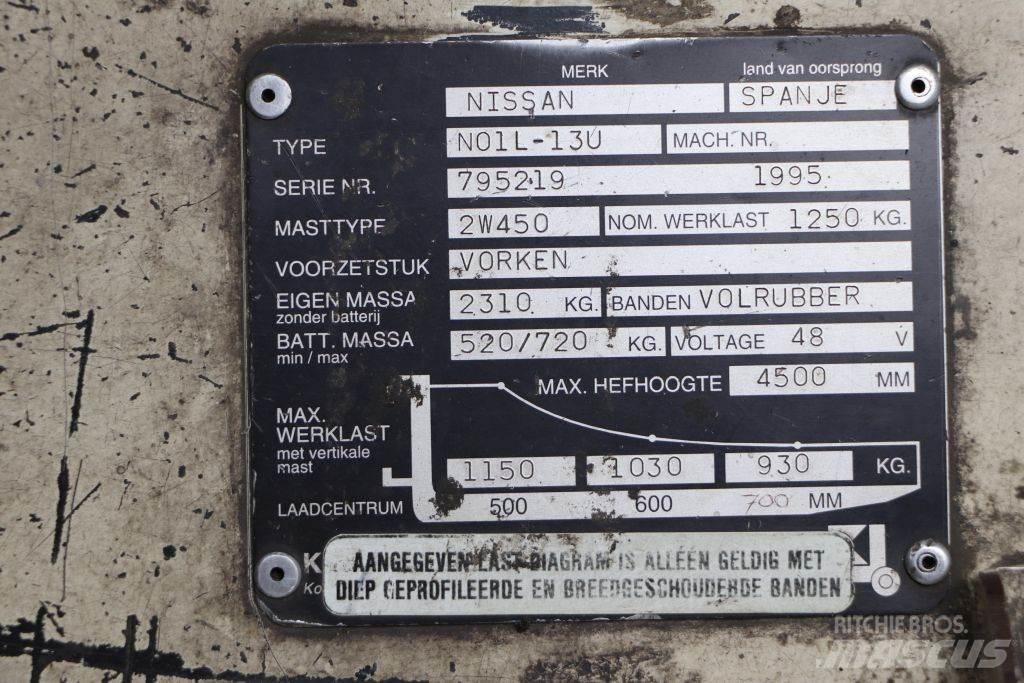 MERK land van oorsprong
NISSAN SPANJE
TYPE N01L-13U MACH. NR.
SERIE NR. 795219 1995
MASTTYPE 2W450 NOM. WERKLAST 1250 KG.
VOORZETSTUK VORKEN
EIGEN MASSA 2310 KG. BANDEN VOLRUBBER
zonder batterij
BATT. MASSA 520/720 KG. VOLTAGE 48 V
min / max
MAX. HEFHOOGTE 4500 MM
MAX.
WERKLAST
met vertikale
mast
1150 1030 930 KG.
LAADCENTRUM 500 600 700 MM
K
Ko
AANGEGEVEN LAST-DIAGRAM IS ALLÉÉN GELDIG MET
DIEP GEPROFILEERDE EN BREEDGESCHOUDERDE BANDEN
RITCHIE BROS.
mascus